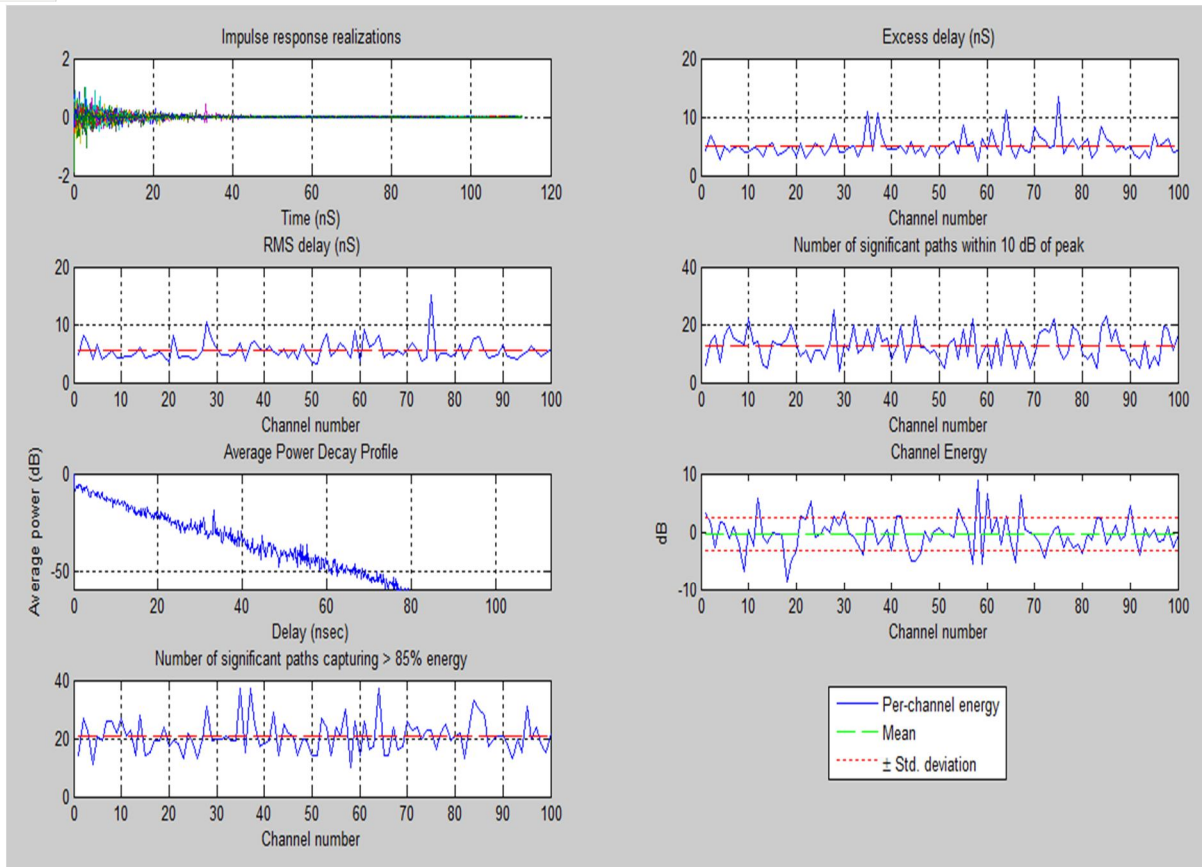 Impulse response realizations
2
0
-2
0 20 40 60 80 100 120
Time (nS)
Excess delay (nS)
20
10
0
0 10 20 30 40 50 60 70 80 90 100
Channel number
RMS delay (nS)
20
10
0
0 10 20 30 40 50 60 70 80 90 100
Channel number
Number of significant paths within 10 dB of peak
40
20
0
0 10 20 30 40 50 60 70 80 90 100
Channel number
Average Power Decay Profile
Average power (dB)
0
-50
0 20 40 60 80 100
Delay (nsec)
Channel Energy
dB
10
0
-10
0 10 20 30 40 50 60 70 80 90 100
Channel number
Number of significant paths capturing > 85% energy
40
20
0
0 10 20 30 40 50 60 70 80 90 100
Channel number
Per-channel energy
Mean
± Std. deviation